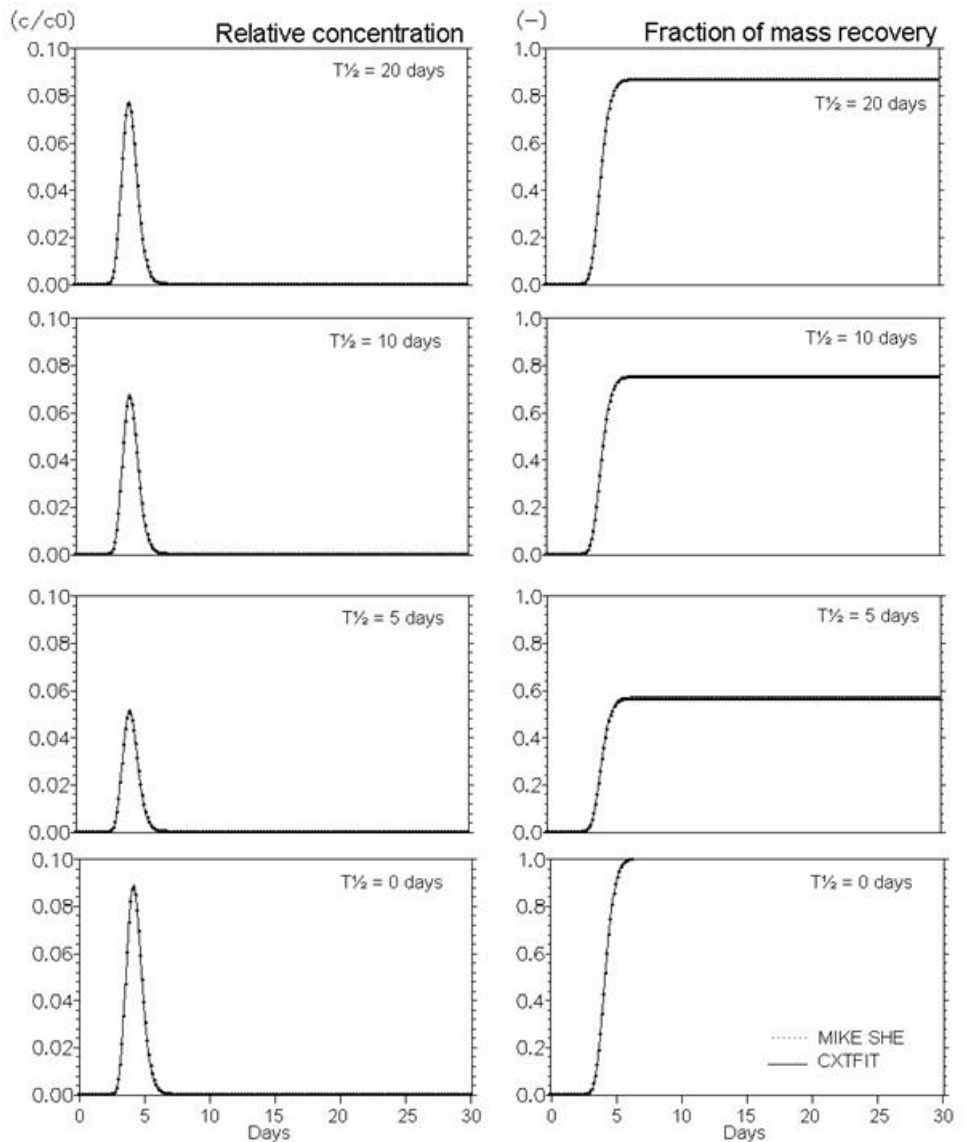 (c/c0)
Relative concentration
(-)
Fraction of mass recovery
0.10
0.08
0.06
0.04
0.02
0.00
T½ = 20 days
1.0
0.8
0.6
0.4
0.2
0.0
T½ = 20 days
0.10
0.08
0.06
0.04
0.02
0.00
T½ = 10 days
1.0
0.8
0.6
0.4
0.2
0.0
T½ = 10 days
0.10
0.08
0.06
0.04
0.02
0.00
T½ = 5 days
1.0
0.8
0.6
0.4
0.2
0.0
T½ = 5 days
0.10
0.08
0.06
0.04
0.02
0.00
T½ = 0 days
0 5 10 15 20 25 30
Days
1.0
0.8
0.6
0.4
0.2
0.0
T½ = 0 days
MIKE SHE
CXTFIT
0 5 10 15 20 25 30
Days